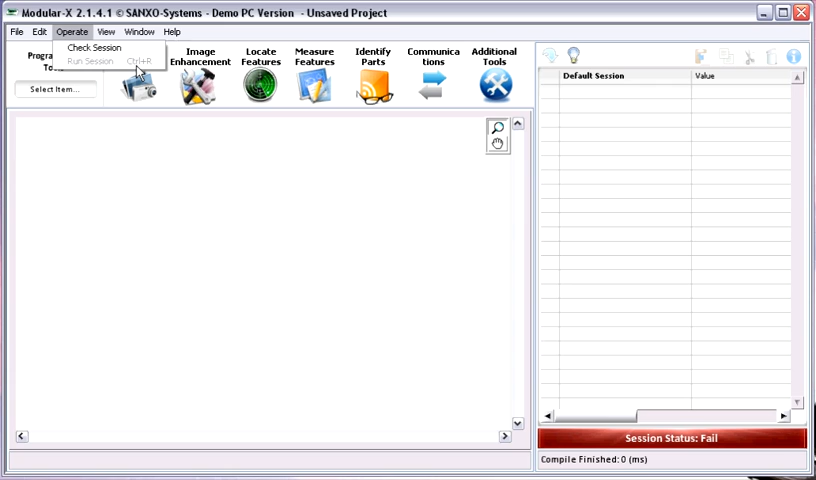 Modular-X 2.1.4.1 © SANXO-Systems - Demo PC Version - Unsaved Project
File Edit Operate View Window Help
Check Session
Run Session Ctrl+R
Select Item...
Image Enhancement
Locate Features
Measure Features
Identify Parts
Communica tions
Additional Tools
Default Session Value
Session Status: Fail
Compile Finished: 0 (ms)